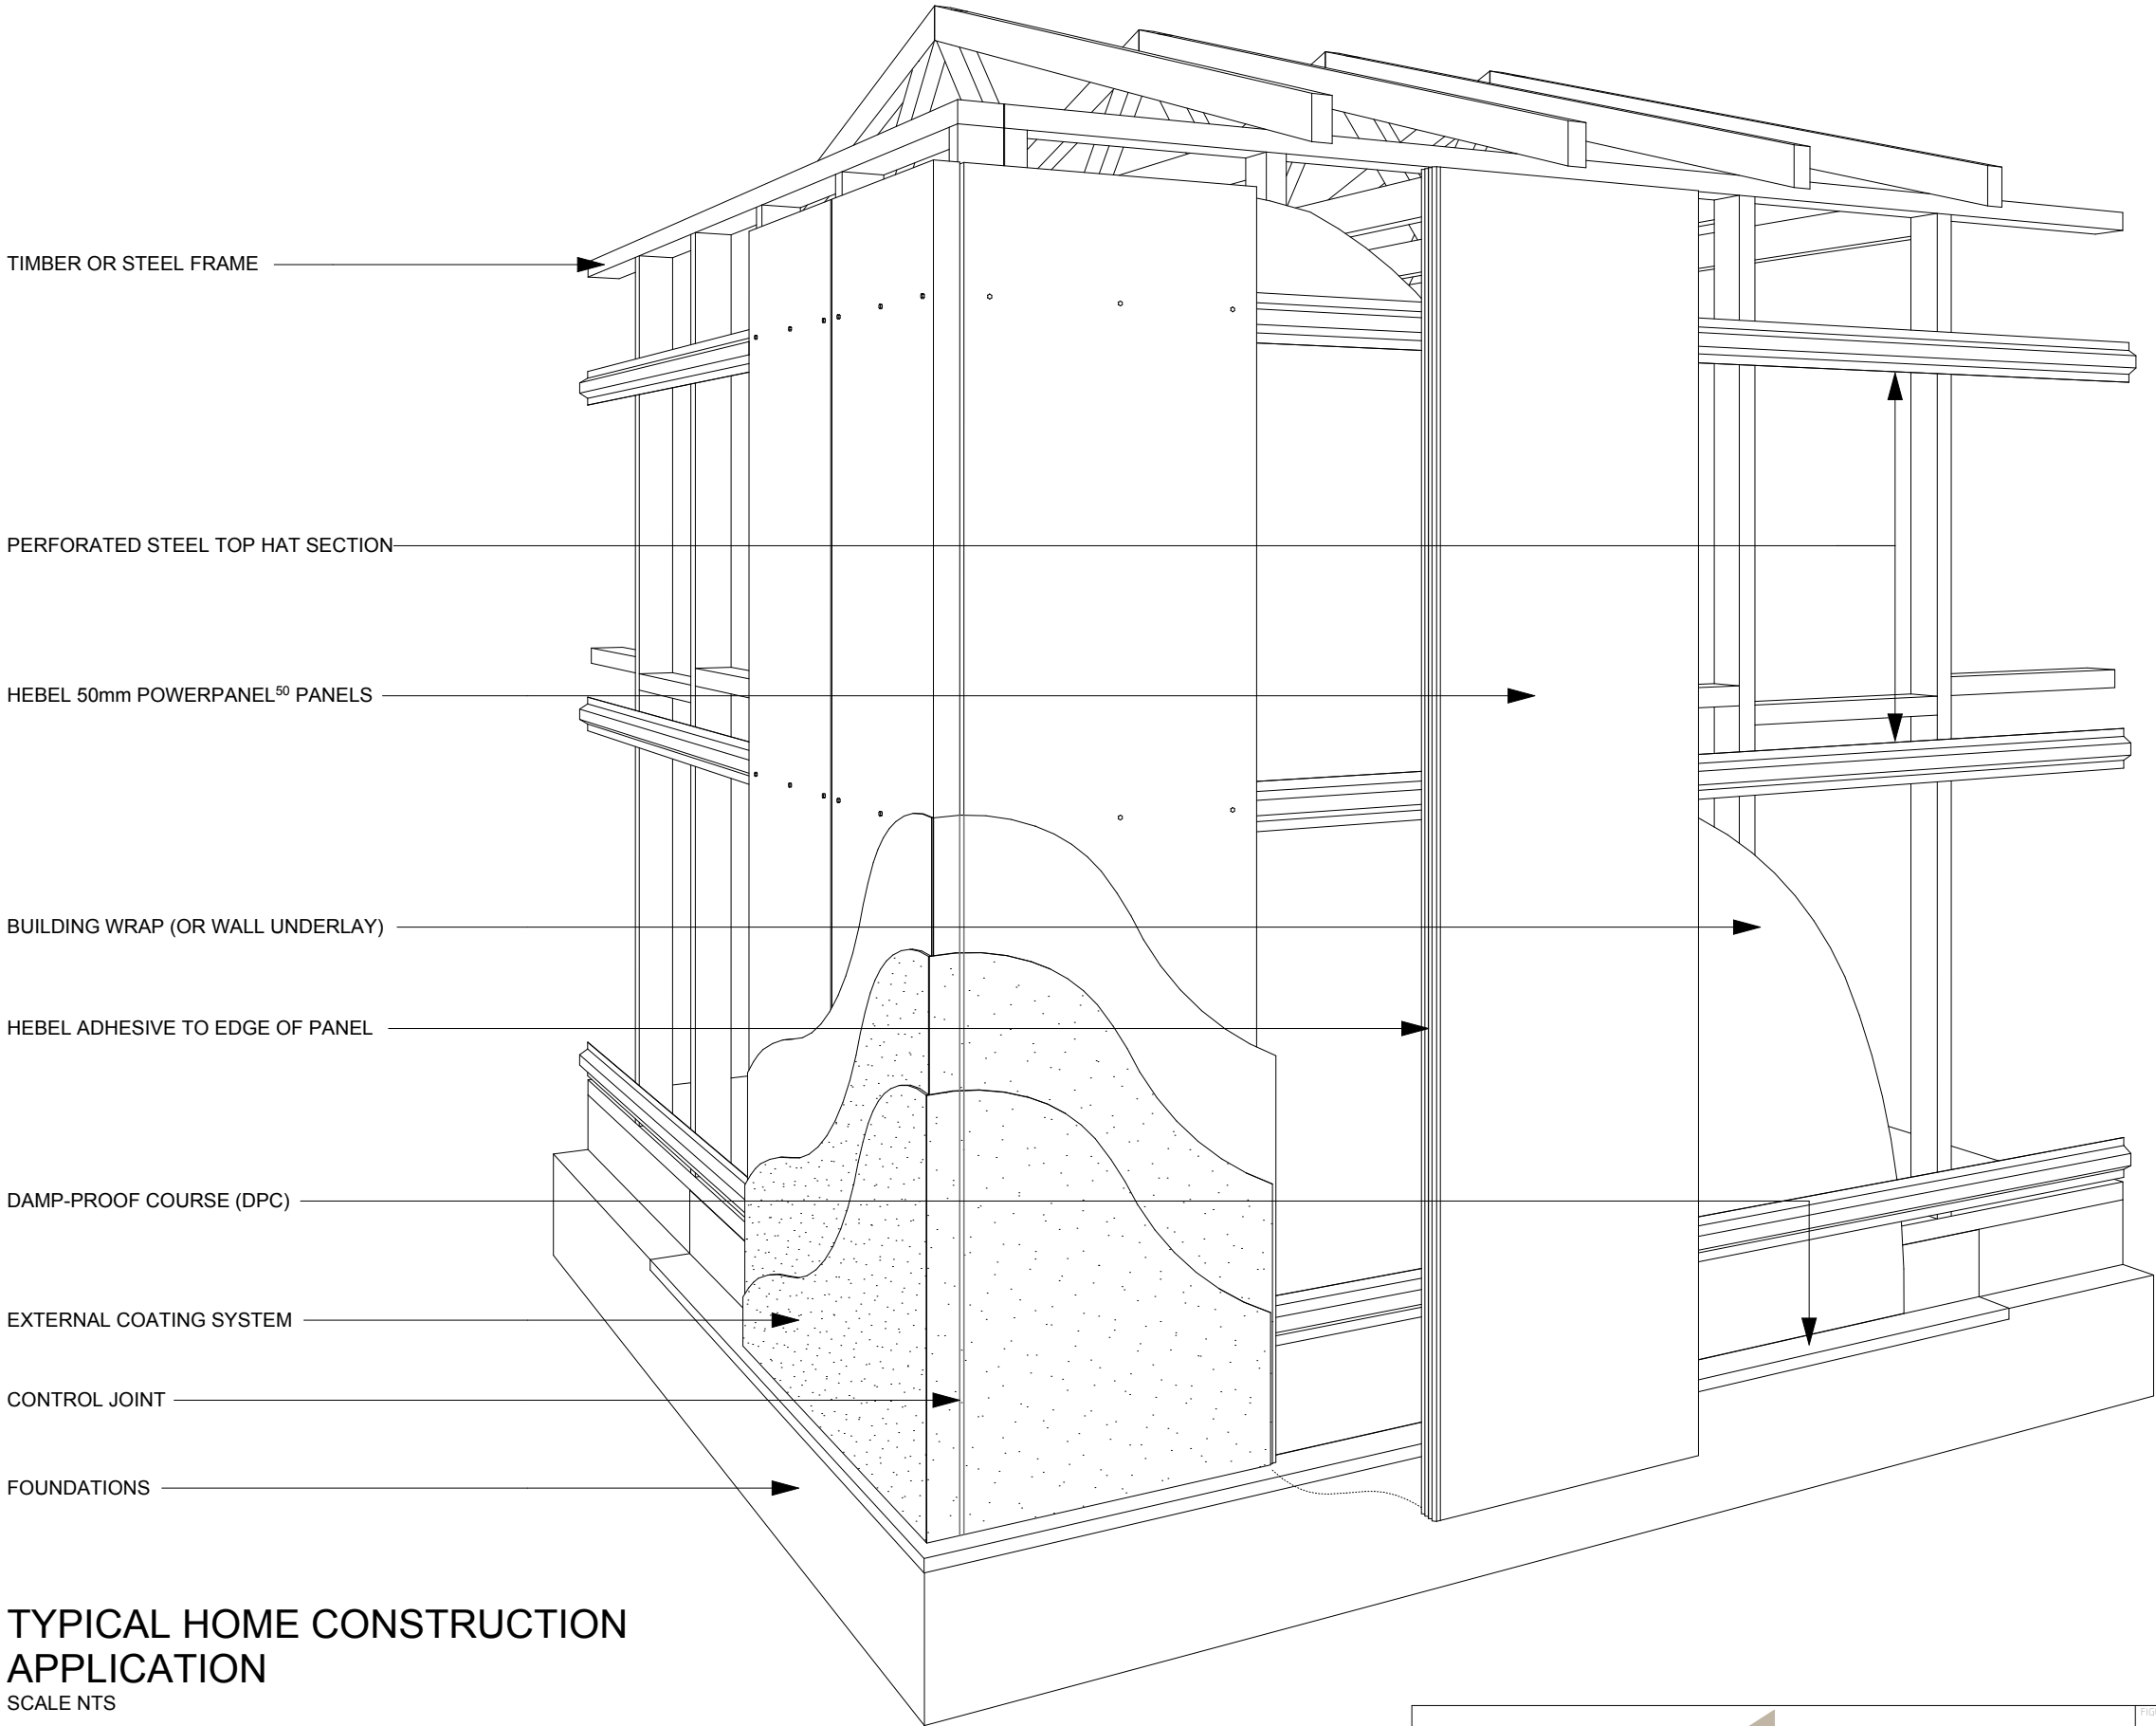 TIMBER OR STEEL FRAME
PERFORATED STEEL TOP HAT SECTION
HEBEL 50mm POWERPANEL⁵⁰ PANELS
BUILDING WRAP (OR WALL UNDERLAY)
HEBEL ADHESIVE TO EDGE OF PANEL
DAMP-PROOF COURSE (DPC)
EXTERNAL COATING SYSTEM
CONTROL JOINT
FOUNDATIONS
TYPICAL HOME CONSTRUCTION
APPLICATION
SCALE NTS